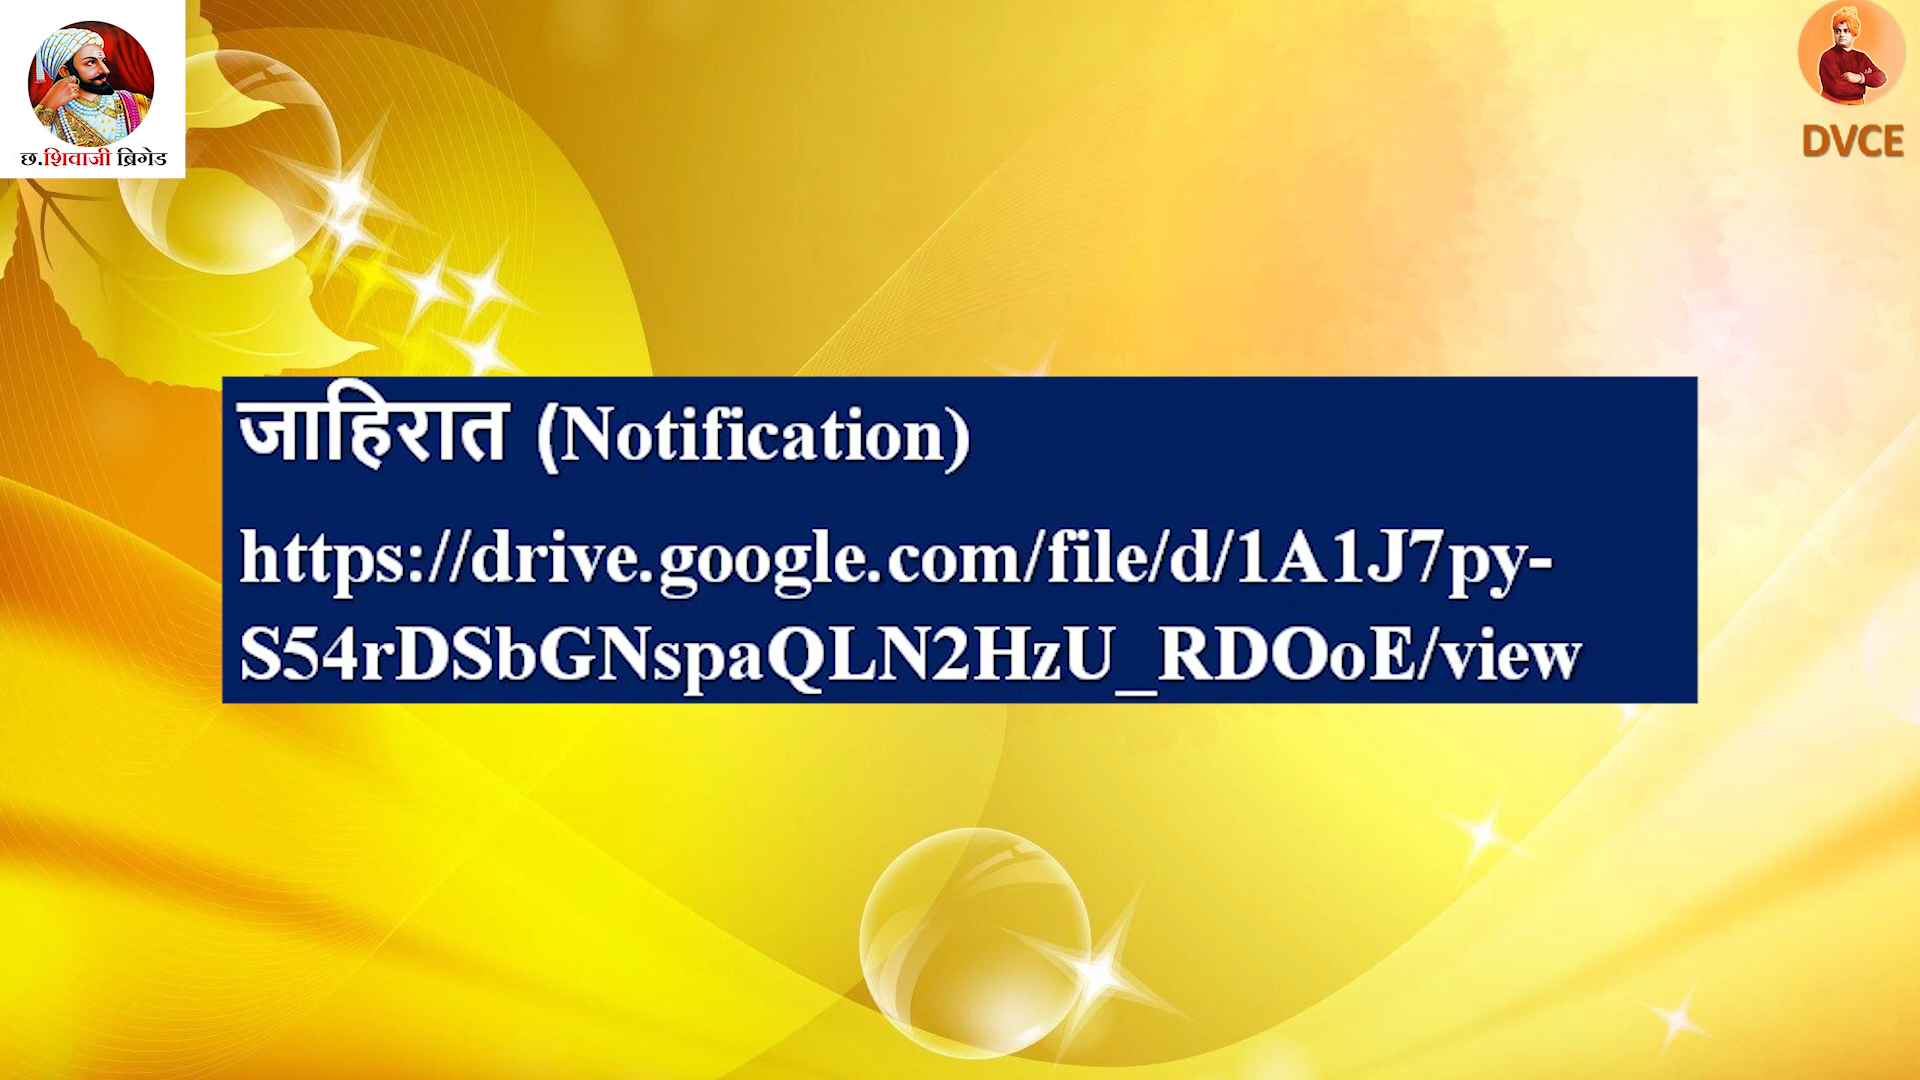 छ.शिवाजी ब्रिगेड
DVCE
जाहिरात (Notification)
https://drive.google.com/file/d/1A1J7py-
S54rDSbGNspaQLN2HzU_RDOoE/view